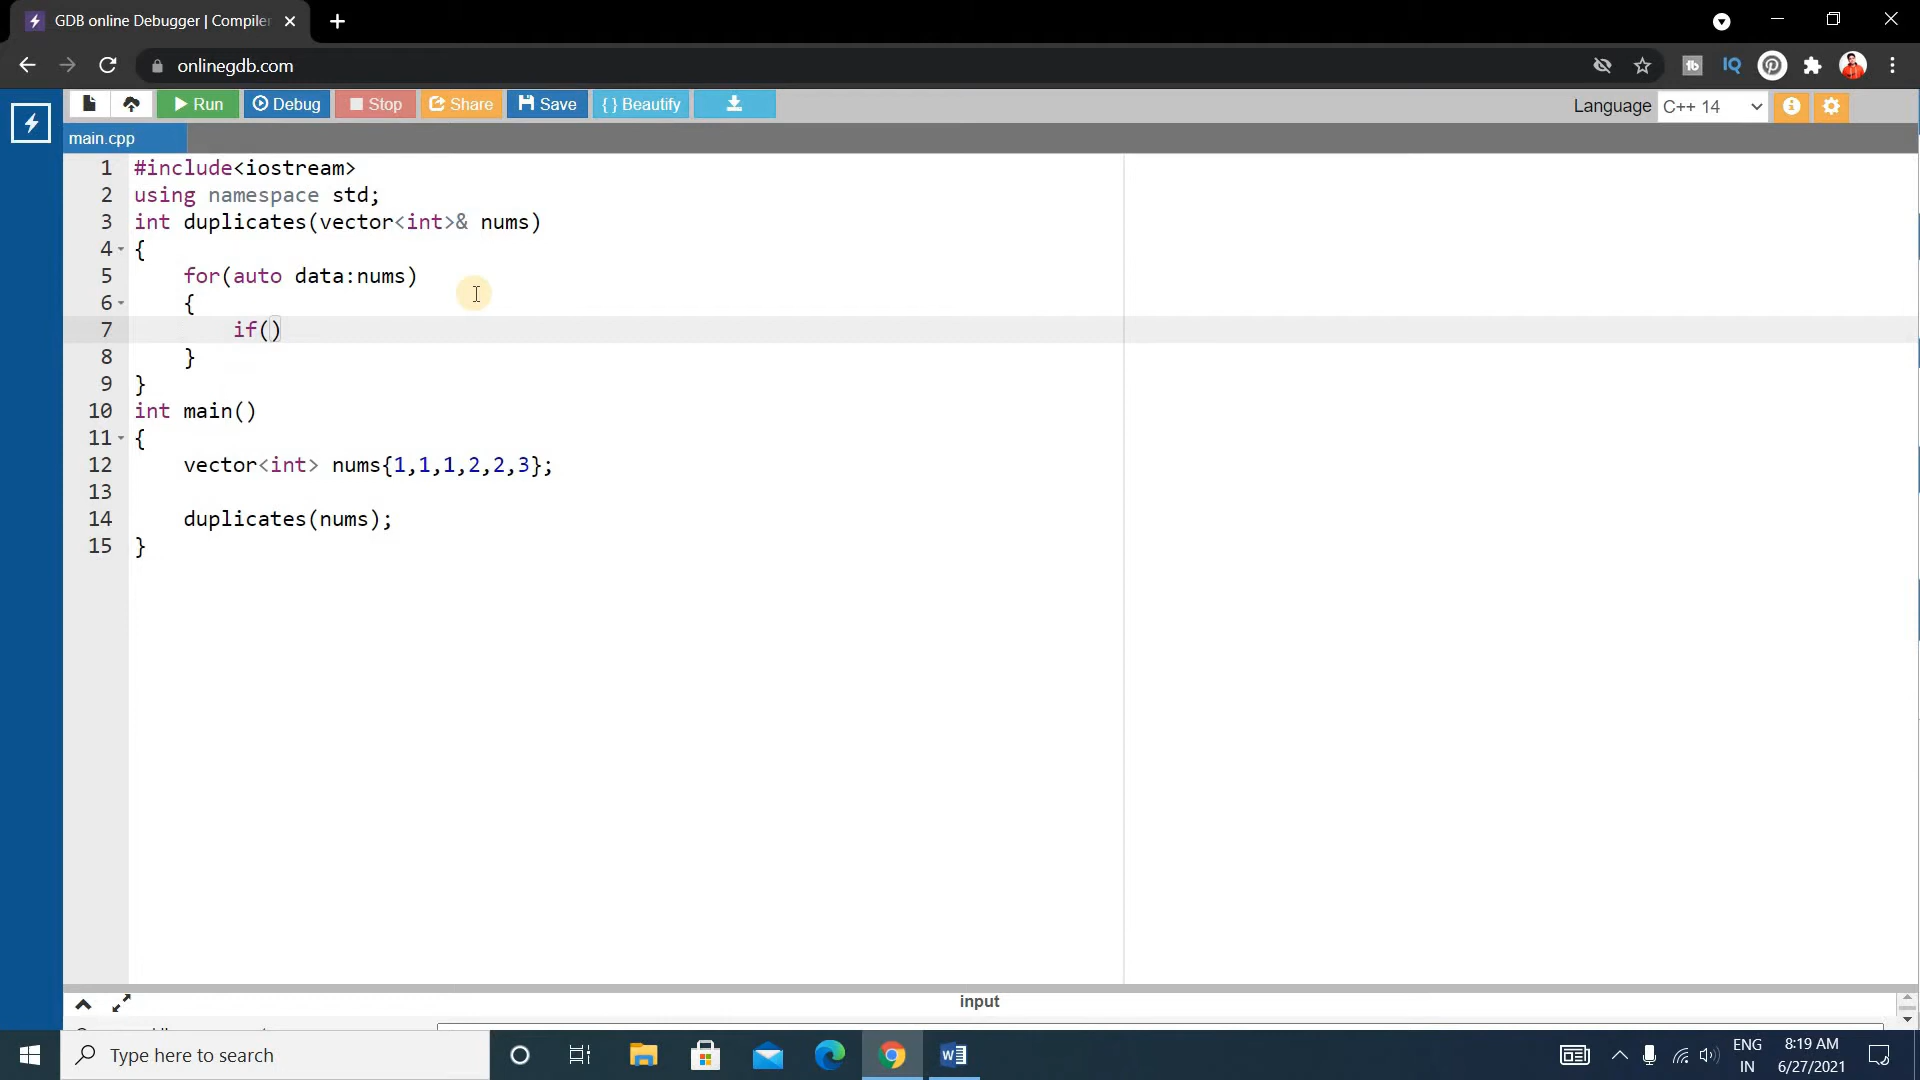 GDB online Debugger | Compiler
onlinegdb.com
Run Debug Stop Share Save { } Beautify
Language C++ 14
main.cpp
1 #include<iostream>
2 using namespace std;
3 int duplicates(vector<int>& nums)
4 {
5 for(auto data:nums)
6 {
7 if()
8 }
9 }
10 int main()
11 {
12 vector<int> nums{1,1,1,2,2,3};
13
14 duplicates(nums);
15 }
input
Type here to search
ENG
IN
8:19 AM
6/27/2021